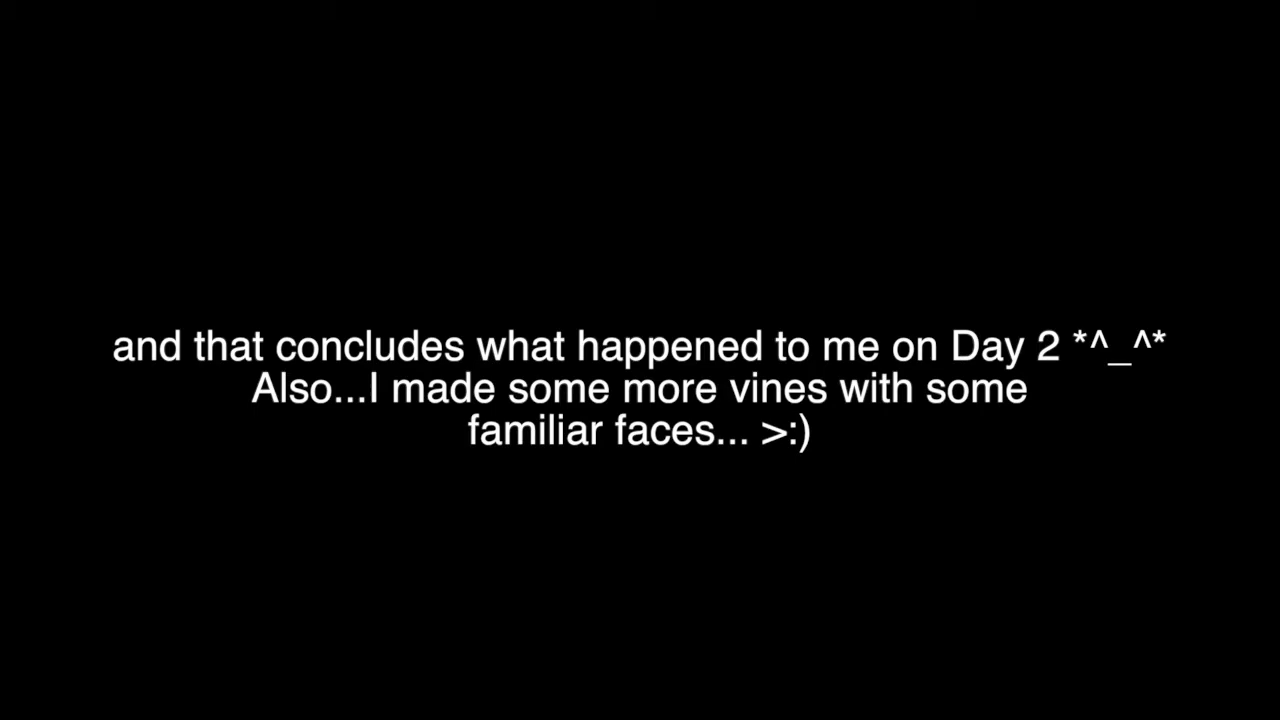 and that concludes what happened to me on Day 2 *^_^*
Also...I made some more vines with some
familiar faces... >:)